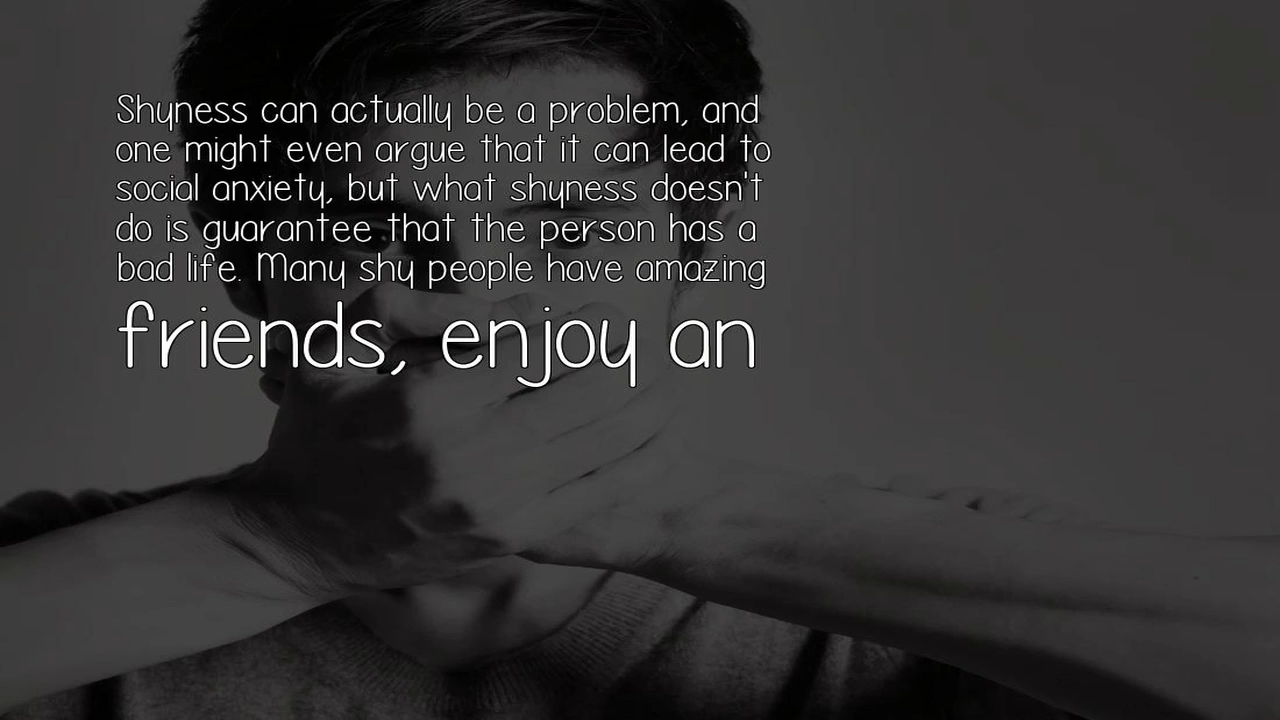 Shyness can actually be a problem, and
one might even argue that it can lead to
social anxiety, but what shyness doesn't
do is guarantee that the person has a
bad life. Many shy people have amazing
friends, enjoy an